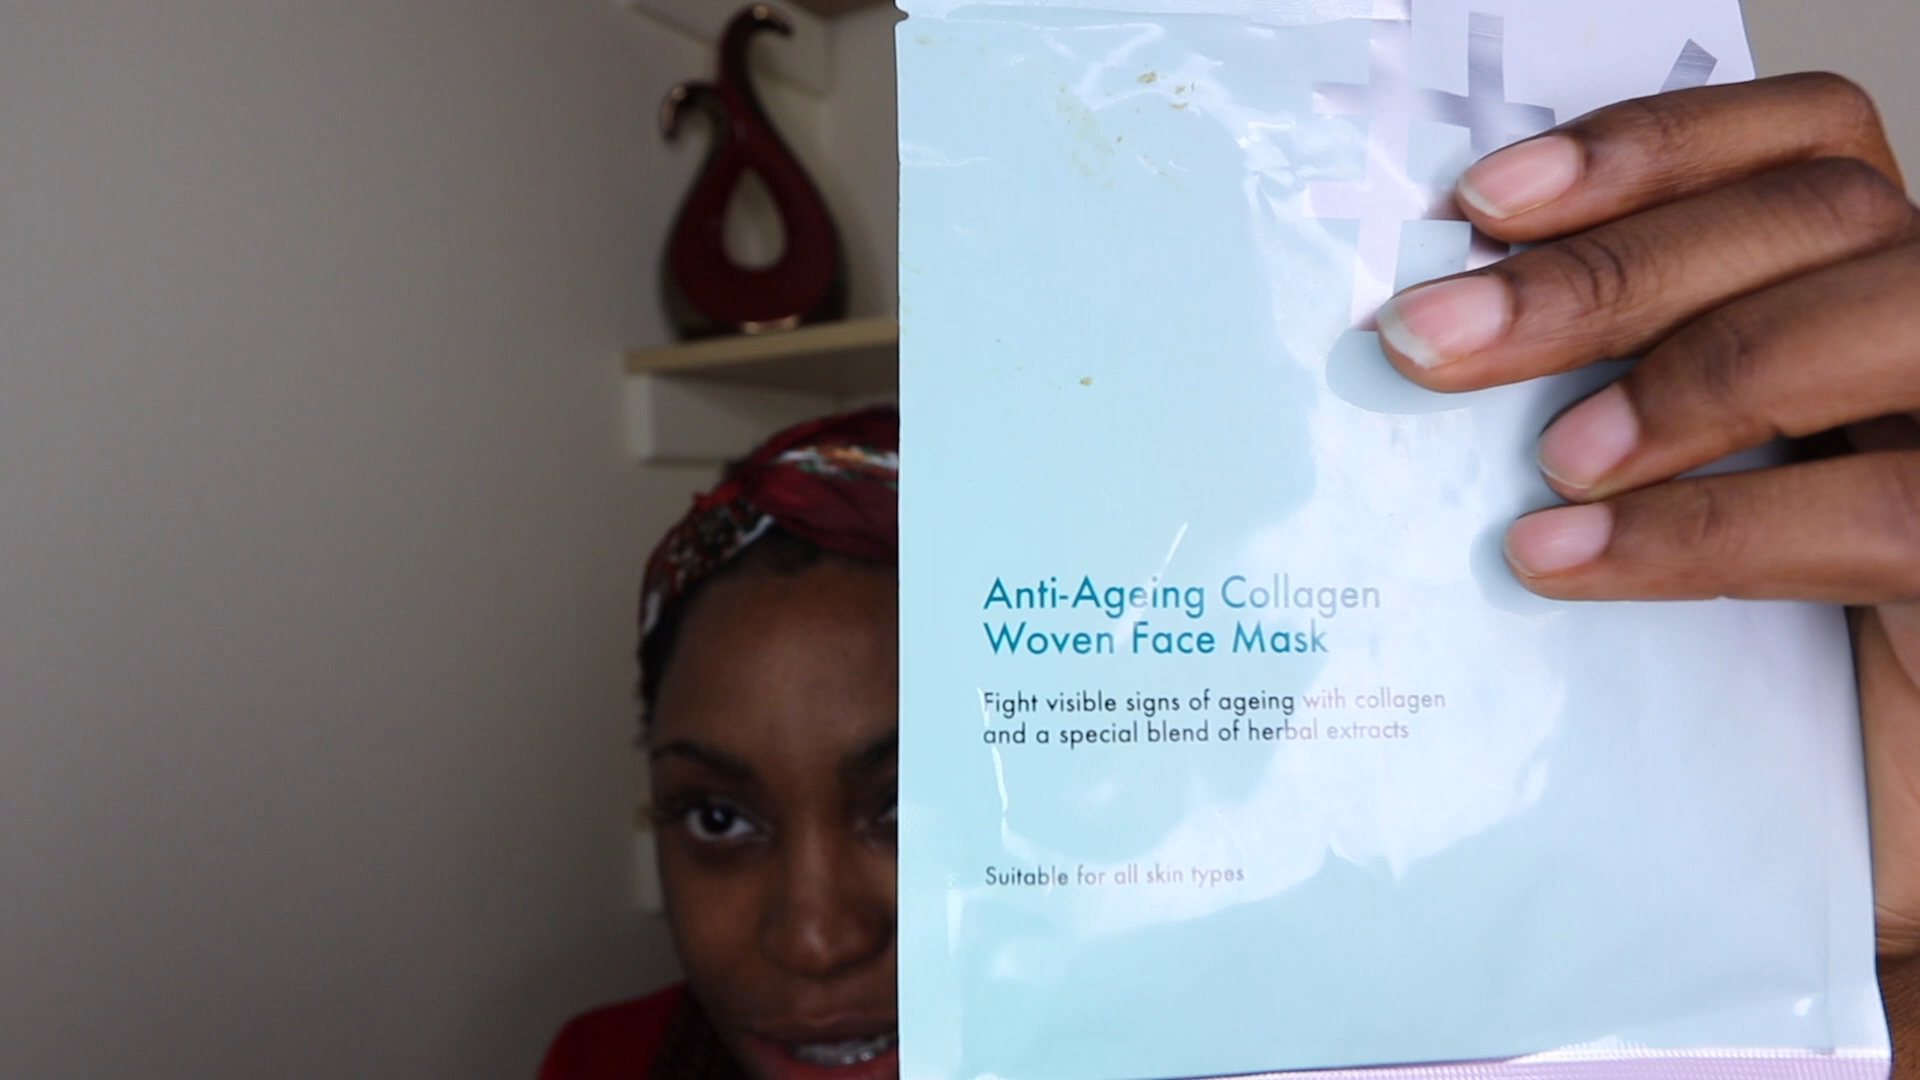 Anti-Ageing Collagen
Woven Face Mask
Fight visible signs of ageing with collagen
and a special blend of herbal extracts
Suitable for all skin types